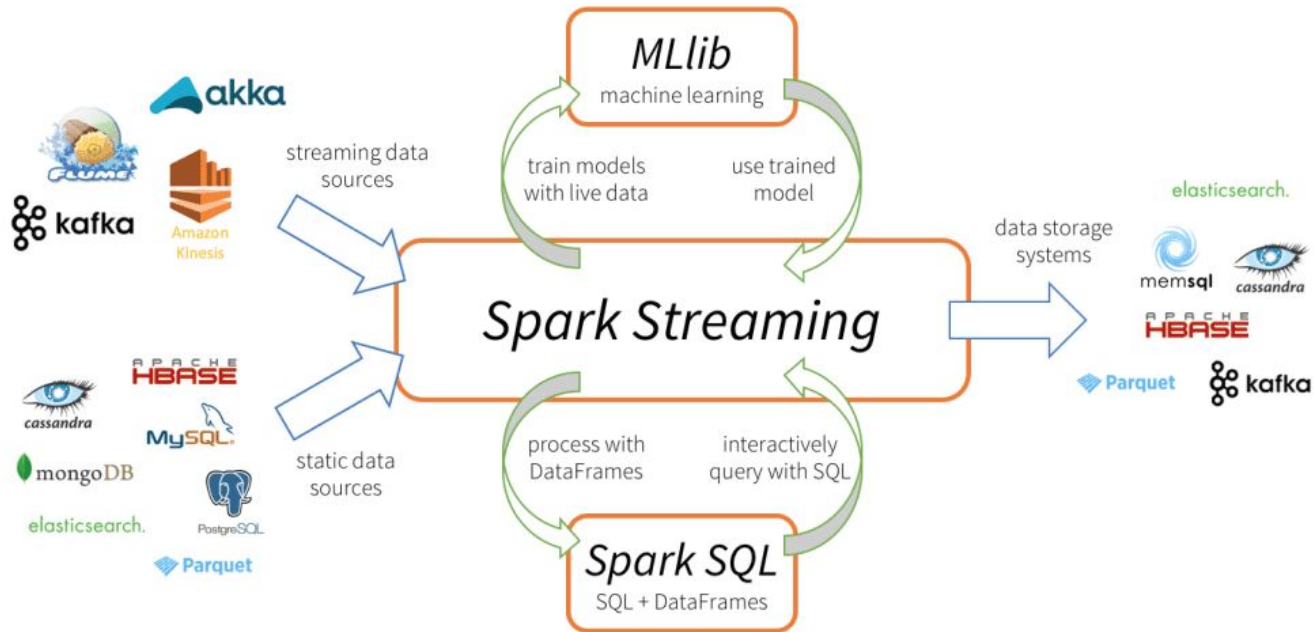 MLlib
machine learning
akka
FLUME
kafka
Amazon
Kinesis
streaming data
sources
train models
with live data
use trained
model
data storage
systems
elasticsearch.
memsql
cassandra
APACHE
HBASE
Parquet
kafka
Spark Streaming
APACHE
HBASE
cassandra
MySQL®
mongoDB
elasticsearch.
PostgreSQL
Parquet
static data
sources
process with
DataFrames
interactively
query with SQL
Spark SQL
SQL + DataFrames